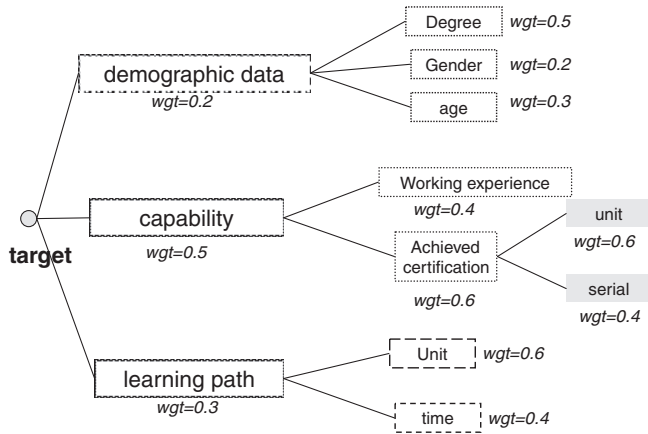 Degree wgt=0.5
demographic data
wgt=0.2
Gender wgt=0.2
age wgt=0.3
target
capability
wgt=0.5
Working experience
wgt=0.4
Achieved
certification
wgt=0.6
unit
wgt=0.6
serial
wgt=0.4
learning path
wgt=0.3
Unit wgt=0.6
time wgt=0.4